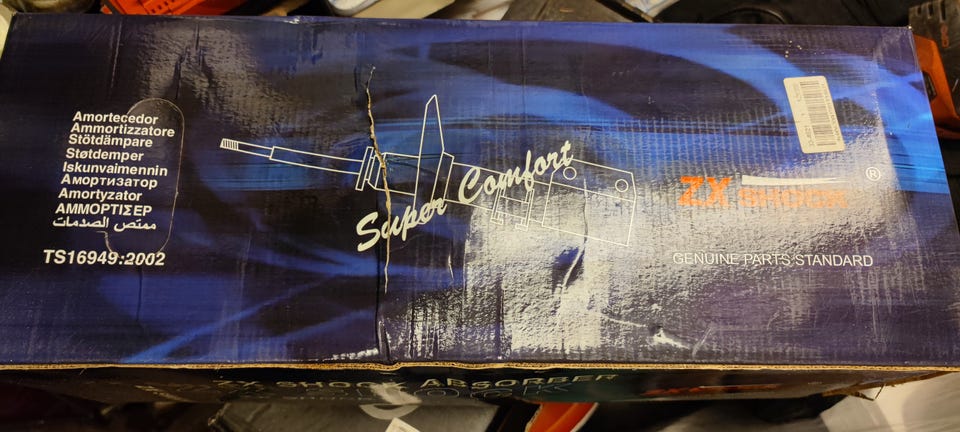 Amortecedor
Ammortizzatore
Stötdämpare
Støtdemper
Iskunvaimennin
Амортизатор
Amortyzator
ΑΜΜΟΡΤΙΣΕΡ
ممتص الصدمات
TS16949:2002
Super Comfort
ZX SHOCK ®
GENUINE PARTS STANDARD
ZX SHOCK ABSORBER